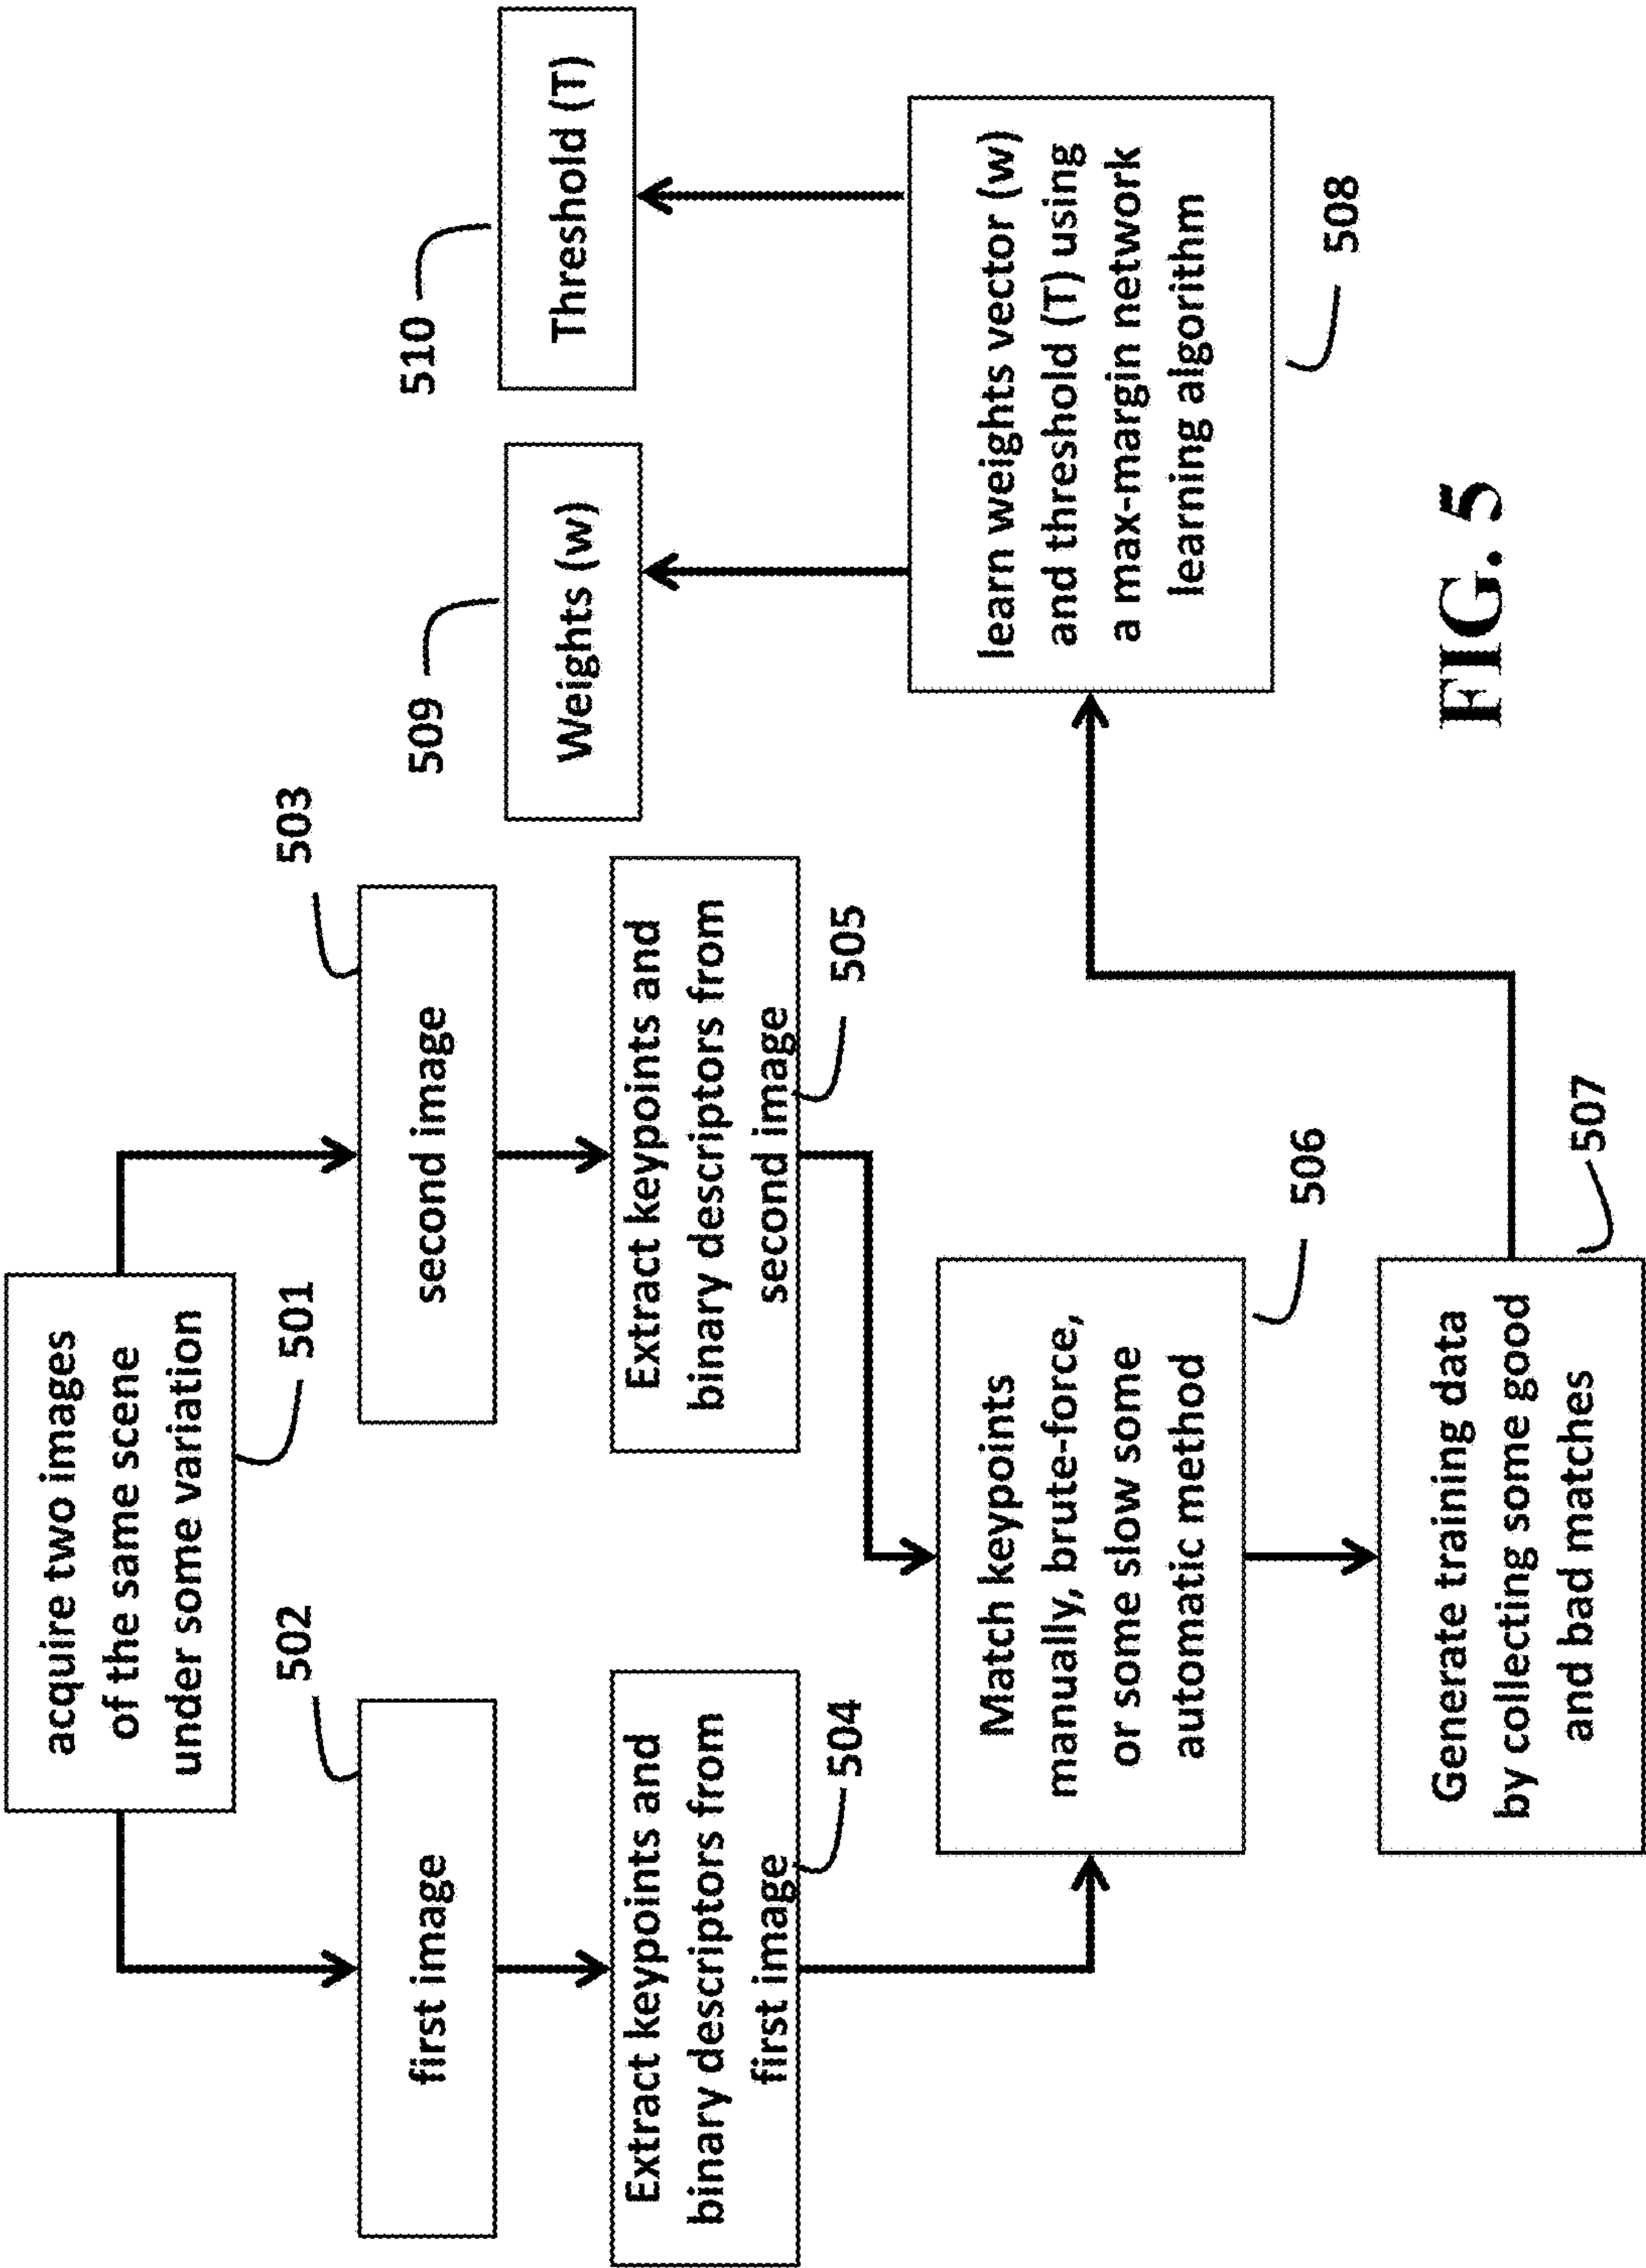 acquire two images
of the same scene
under some variation
501
502
first image
503
second image
Extract keypoints and
binary descriptors from
first image
504
Extract keypoints and
binary descriptors from
second image
505
Match keypoints
manually, brute-force,
or some slow some
automatic method
506
Generate training data
by collecting some good
and bad matches
507
learn weights vector (w)
and threshold (T) using
a max-margin network
learning algorithm
508
509
Weights (w)
510
Threshold (T)
FIG. 5